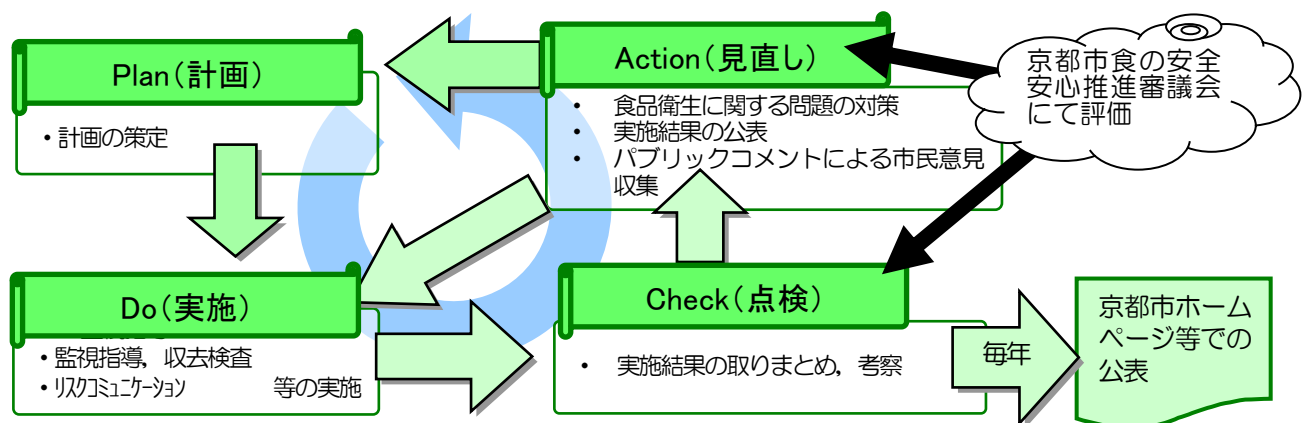 Plan（計画）
・計画の策定
Action（見直し）
・ 食品衛生に関する問題の対策
・ 実施結果の公表
・ パブリックコメントによる市民意見
収集
京都市食の安全
安心推進審議会
にて評価
Do（実施）
・監視指導，収去検査
・リスクコミュニケーション 等の実施
Check（点検）
・ 実施結果の取りまとめ，考察
毎年
京都市ホーム
ページ等での
公表